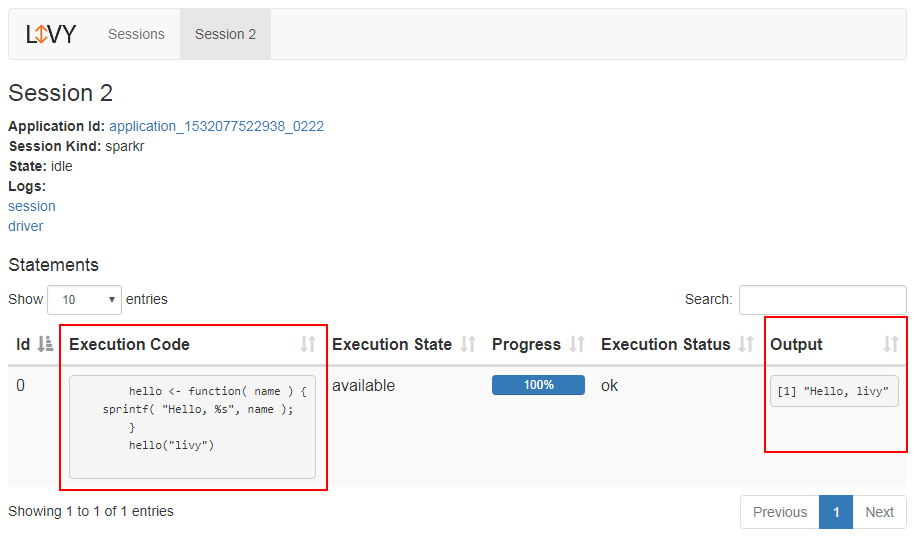 LIVY Sessions Session 2
Session 2
Application Id: application_1532077522938_0222
Session Kind: sparkr
State: idle
Logs:
session
driver
Statements
Show 10 entries Search:
Id Execution Code Execution State Progress Execution Status Output
0 hello <- function( name ) { available 100% ok [1] "Hello, livy"
sprintf( "Hello, %s", name );
}
hello("livy")
Showing 1 to 1 of 1 entries Previous 1 Next